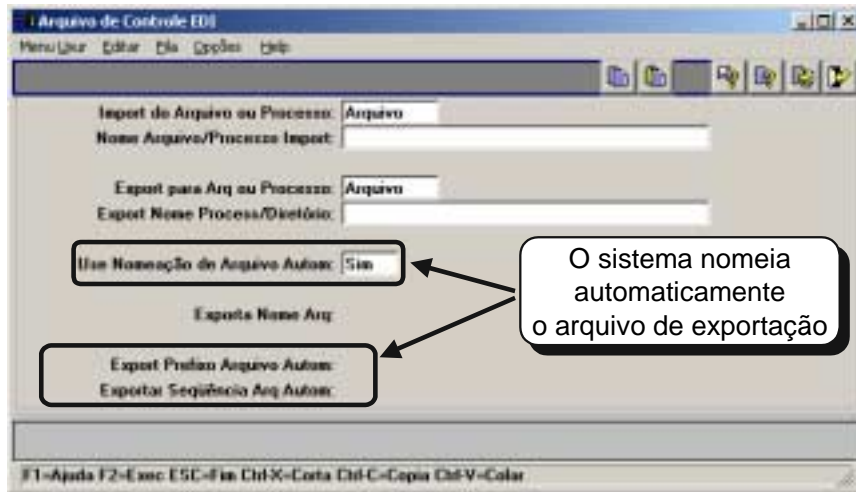 Arquivo de Controle EDI
Menu Usur Editar Fila Opções Help
Import do Arquivo ou Processo: Arquivo
Nome Arquivo/Processo Import:
Export para Arq ou Processo: Arquivo
Export Nome Process/Diretório:
Use Nomeação de Arquivo Autom: Sim
O sistema nomeia
automaticamente
o arquivo de exportação
Exporta Nome Arq:
Export Prefixo Arquivo Autom:
Exportar Seqüência Arq Autom:
F1=Ajuda F2=Exec ESC=Fim Ctrl-X=Corta Ctrl-C=Copia Ctrl-V=Colar